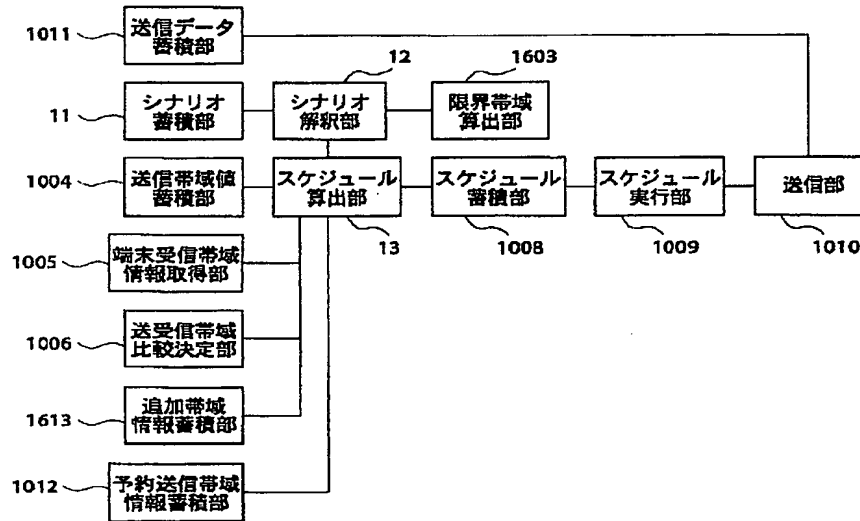 1011
送信データ
蓄積部
12
1603
11
シナリオ
蓄積部
シナリオ
解釈部
限界帯域
算出部
1004
送信帯域値
蓄積部
スケジュール
算出部
スケジュール
蓄積部
スケジュール
実行部
送信部
13
1008
1009
1010
1005
端末受信帯域
情報取得部
1006
送受信帯域
比較決定部
1613
追加帯域
情報蓄積部
1012
予約送信帯域
情報蓄積部